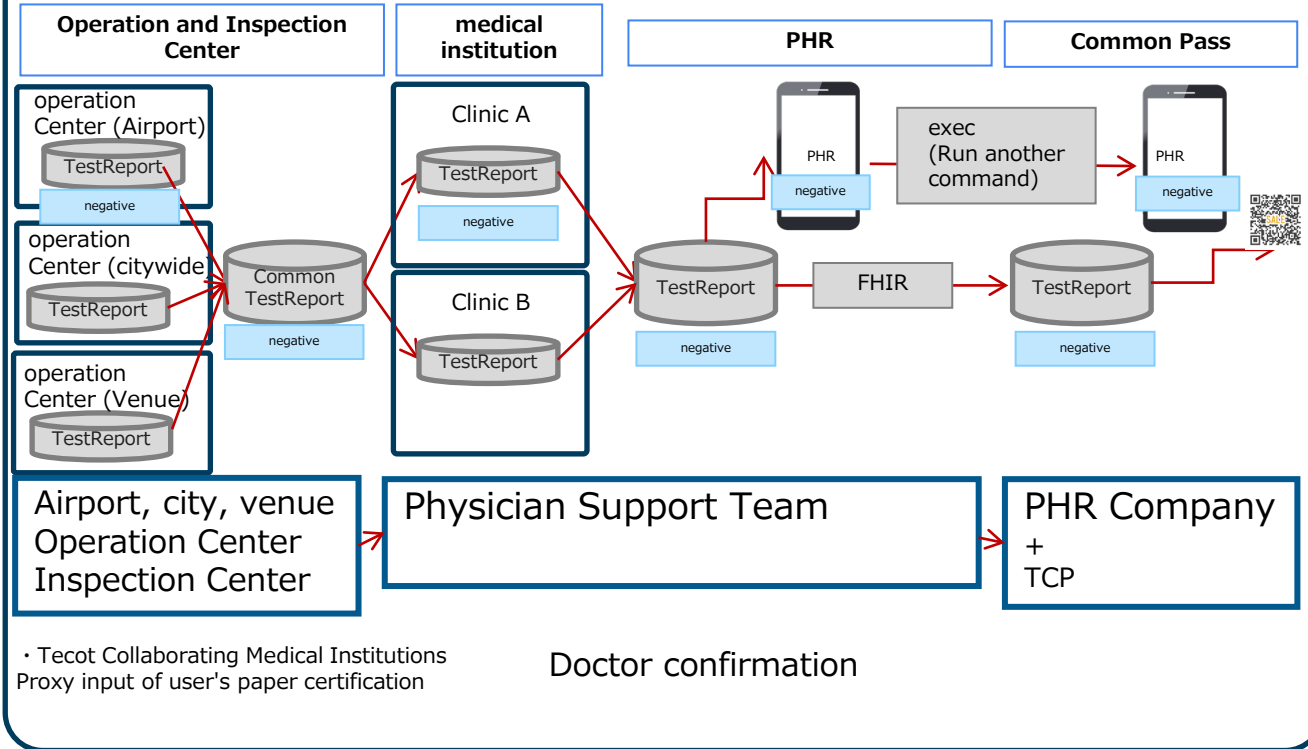 Operation and Inspection
Center
medical
institution
PHR
Common Pass
operation
Center (Airport)
TestReport
negative
operation
Center (citywide)
TestReport
operation
Center (Venue)
TestReport
Common
TestReport
negative
Clinic A
TestReport
negative
Clinic B
TestReport
PHR
negative
exec
(Run another
command)
PHR
negative
SALE
TestReport
negative
FHIR
TestReport
negative
Airport, city, venue
Operation Center
Inspection Center
Physician Support Team
PHR Company
+
TCP
・Tecot Collaborating Medical Institutions
Proxy input of user's paper certification
Doctor confirmation